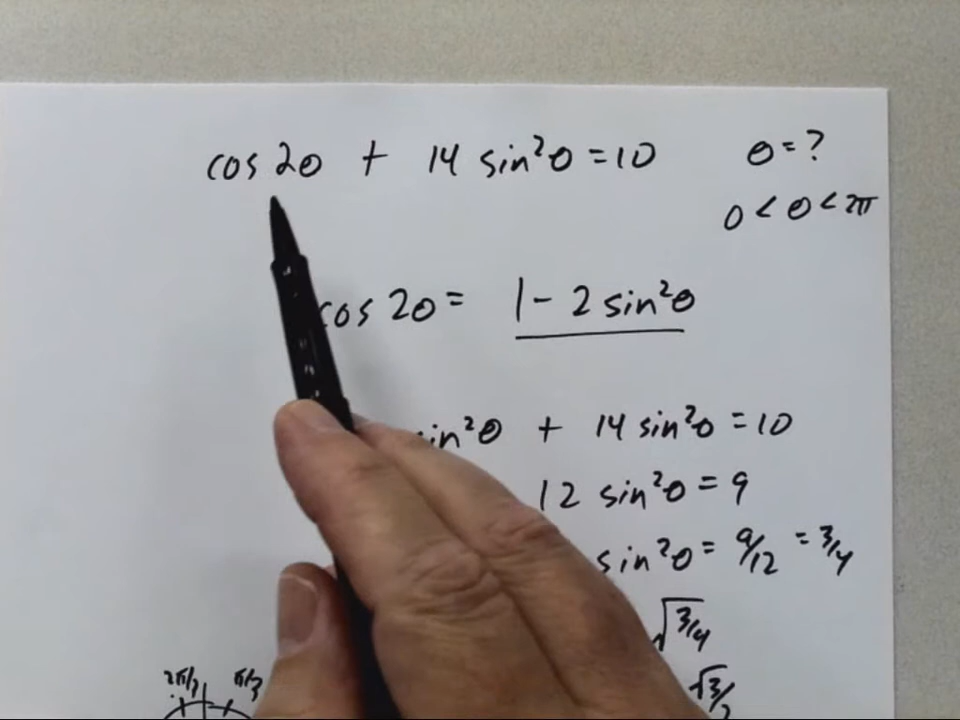 cos 2θ + 14 sin²θ = 10
θ = ?
0 < θ < 2π
cos 2θ = 1 - 2 sin²θ
sin²θ + 14 sin²θ = 10
12 sin²θ = 9
sin²θ = 9/12 = 3/4
√3/4
√3/2
2π/3 π/3